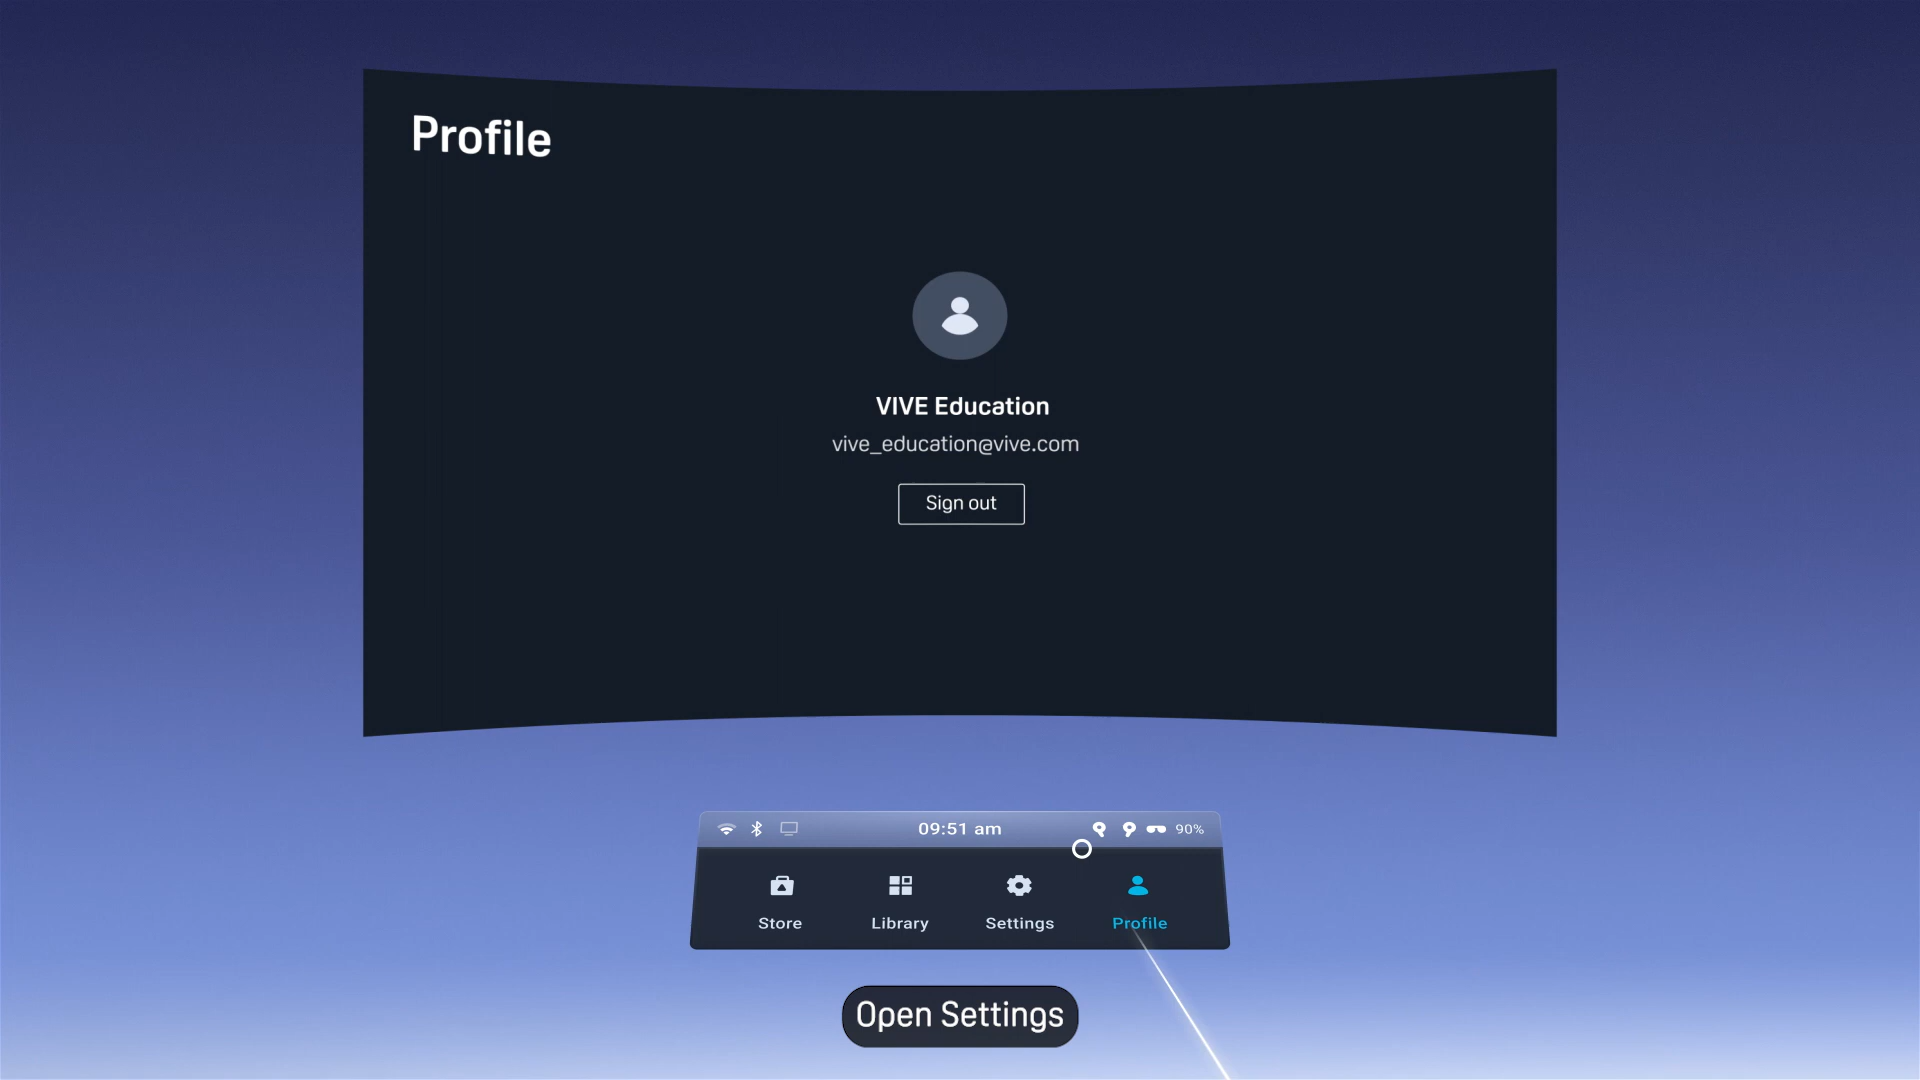 Profile
VIVE Education
vive_education@vive.com
Sign out
09:51 am
90%
Store
Library
Settings
Profile
Open Settings